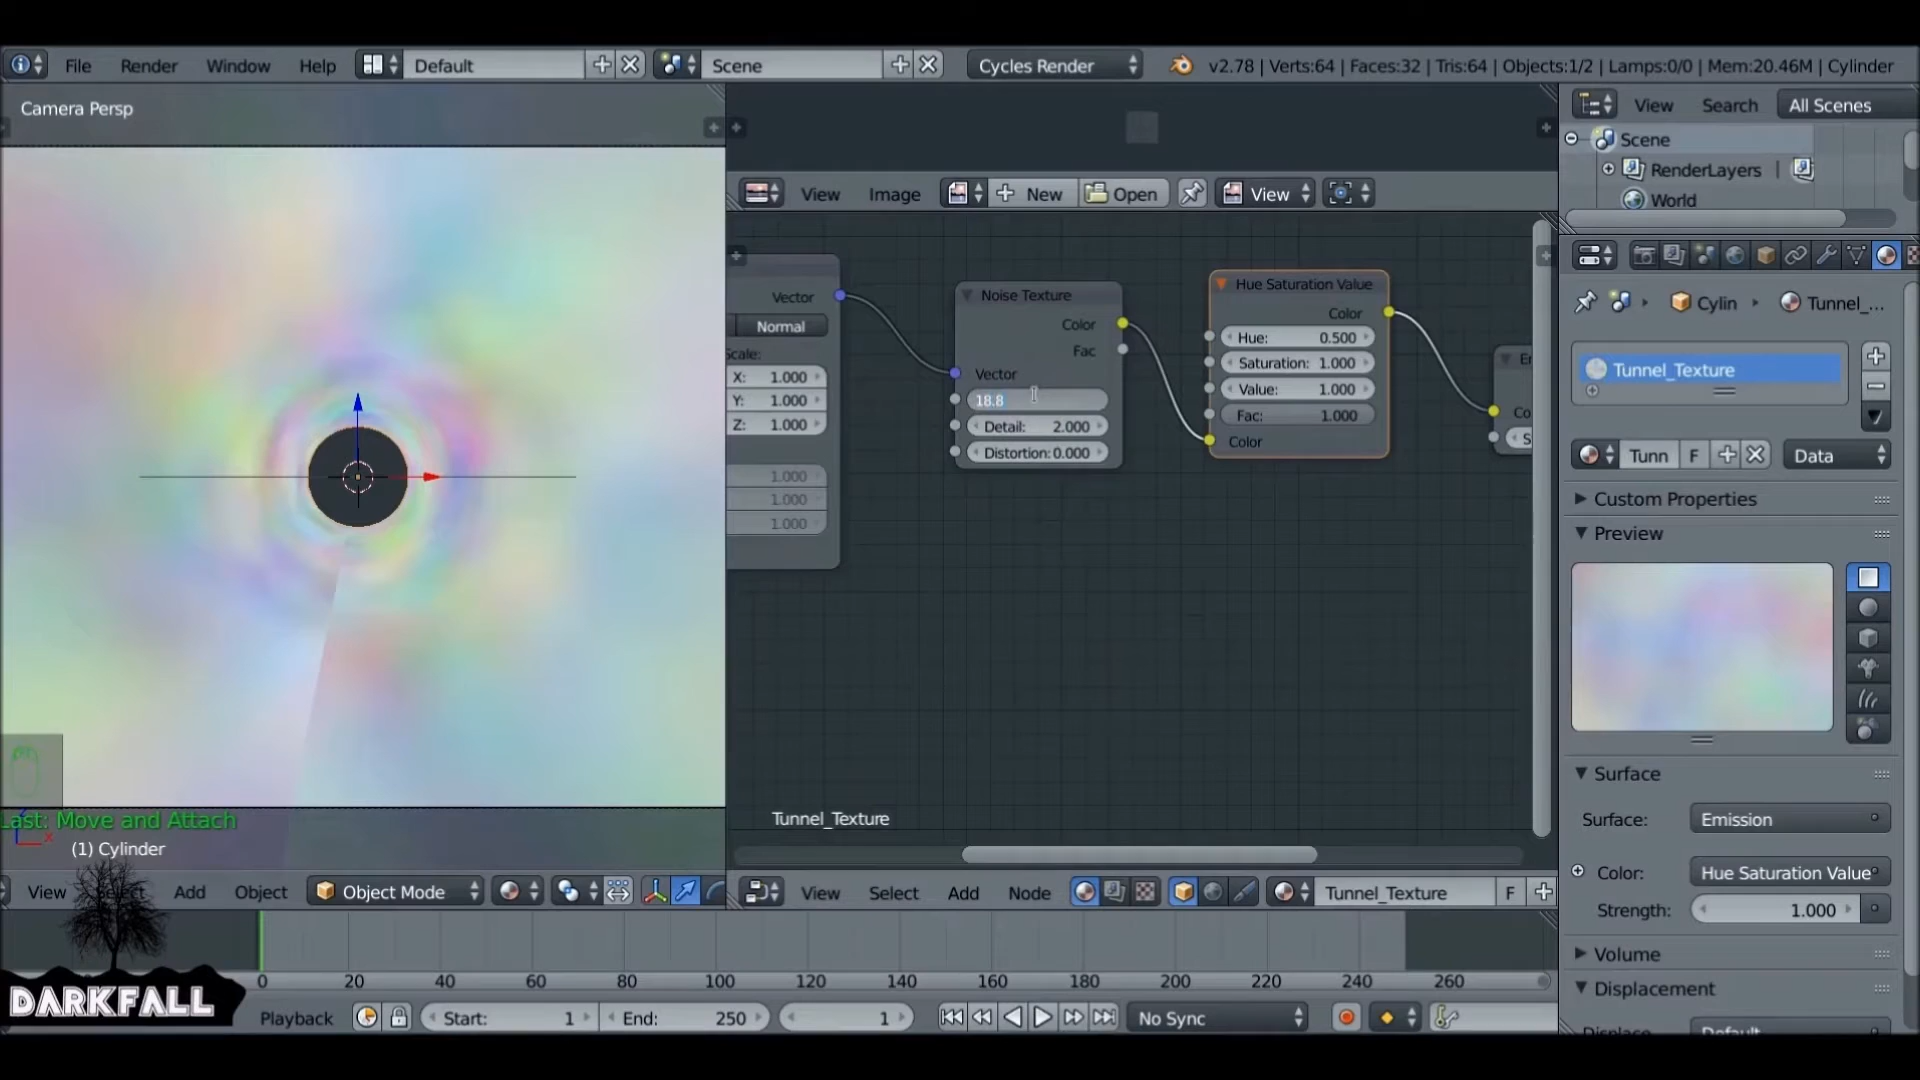 File Render Window Help Default Scene Cycles Render v2.78 | Verts:64 | Faces:32 | Tris:64 | Objects:1/2 | Lamps:0/0 | Mem:20.46M | Cylinder
Camera Persp
View Search All Scenes
Scene
RenderLayers
World
View Image New Open View
Vector
Normal
Scale:
X: 1.000
Y: 1.000
Z: 1.000
1.000
1.000
1.000
Noise Texture
Color
Fac
Vector
18.8
Detail: 2.000
Distortion: 0.000
Hue Saturation Value
Color
Hue: 0.500
Saturation: 1.000
Value: 1.000
Fac: 1.000
Color
En
Co
S
Cylin Tunnel_...
Tunnel_Texture
Tunn F Data
Custom Properties
Preview
Surface
Surface: Emission
Color: Hue Saturation Value
Strength: 1.000
Volume
Displacement
Default
Tunnel_Texture
Last: Move and Attach
(1) Cylinder
View Add Object Object Mode
View Select Add Node Tunnel_Texture F
0 20 40 60 80 100 120 140 160 180 200 220 240 260
DARKFALL
Playback Start: 1 End: 250 1 No Sync